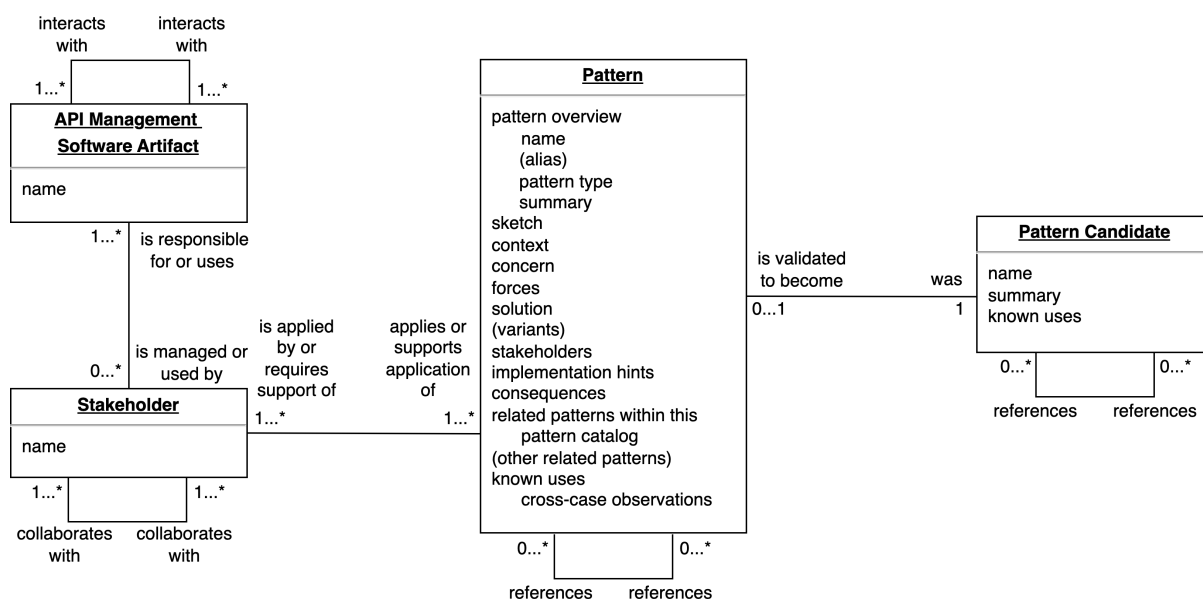 interacts
with
interacts
with
1...*
1...*
API Management
Software Artifact
name
1...*
is responsible
for or uses
is managed or
used by
0...*
Stakeholder
name
1...*
1...*
collaborates
with
collaborates
with
is applied
by or
requires
support of
1...*
applies or
supports
application
of
1...*
Pattern
pattern overview
name
(alias)
pattern type
summary
sketch
context
concern
forces
solution
(variants)
stakeholders
implementation hints
consequences
related patterns within this
pattern catalog
(other related patterns)
known uses
cross-case observations
0...*
0...*
references
references
is validated
to become
0...1
was
1
Pattern Candidate
name
summary
known uses
0...*
0...*
references
references